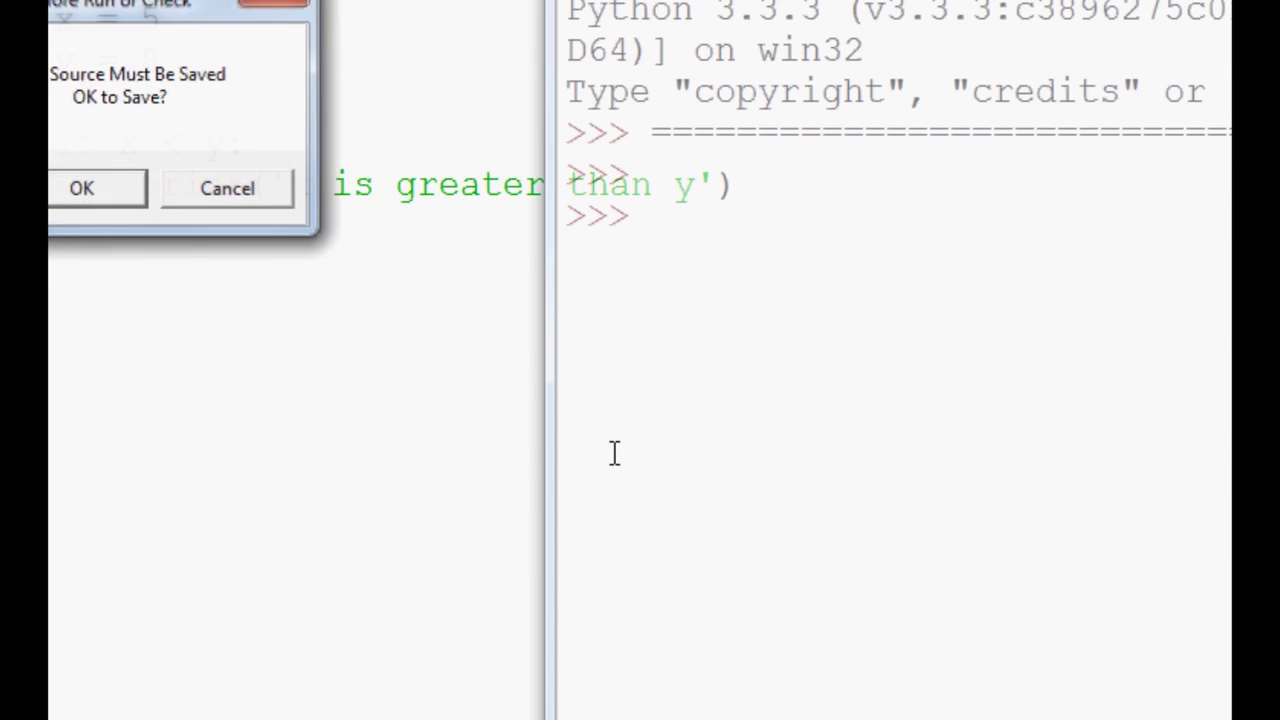 ore Run or Check
x = 5
Source Must Be Saved
OK to Save?
x < y:
OK
Cancel
is greater than y')
Python 3.3.3 (v3.3.3:c3896275c0
D64)] on win32
Type "copyright", "credits" or
>>> ============================
>>>
>>>